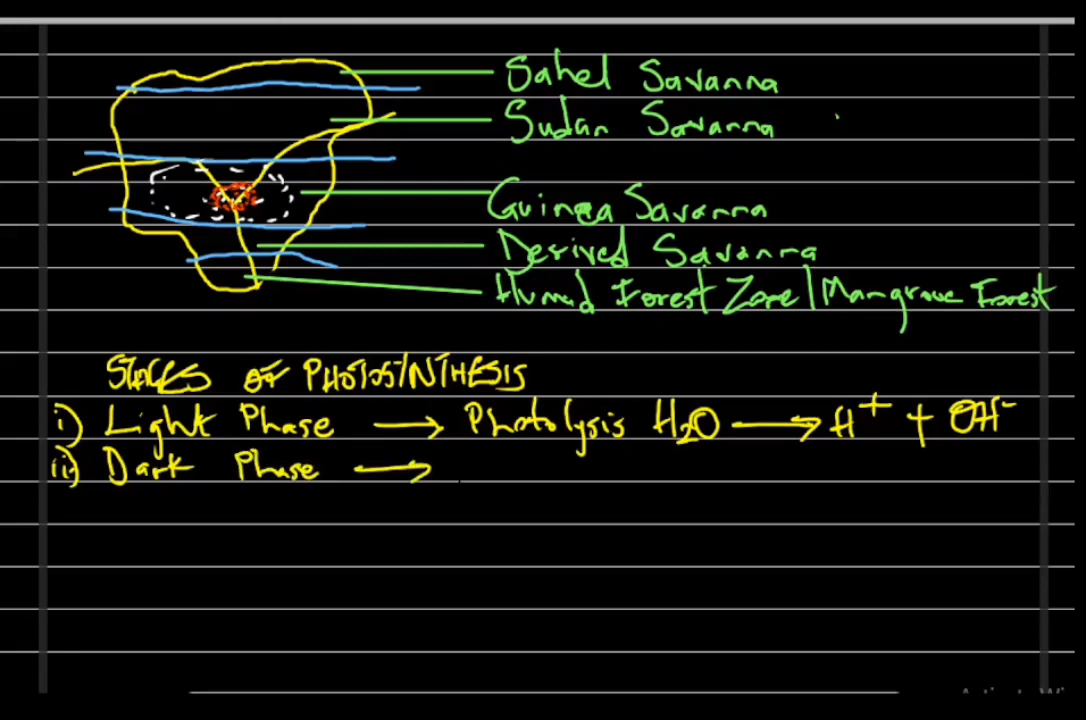 Sahel Savanna
Sudan Savanna
Guinea Savanna
Derived Savanna
Humid Forest Zone/Mangrove Forest
STAGES OF PHOTOSYNTHESIS
i) Light Phase → Photolysis H₂O → H⁺ + OH⁻
ii) Dark Phase →